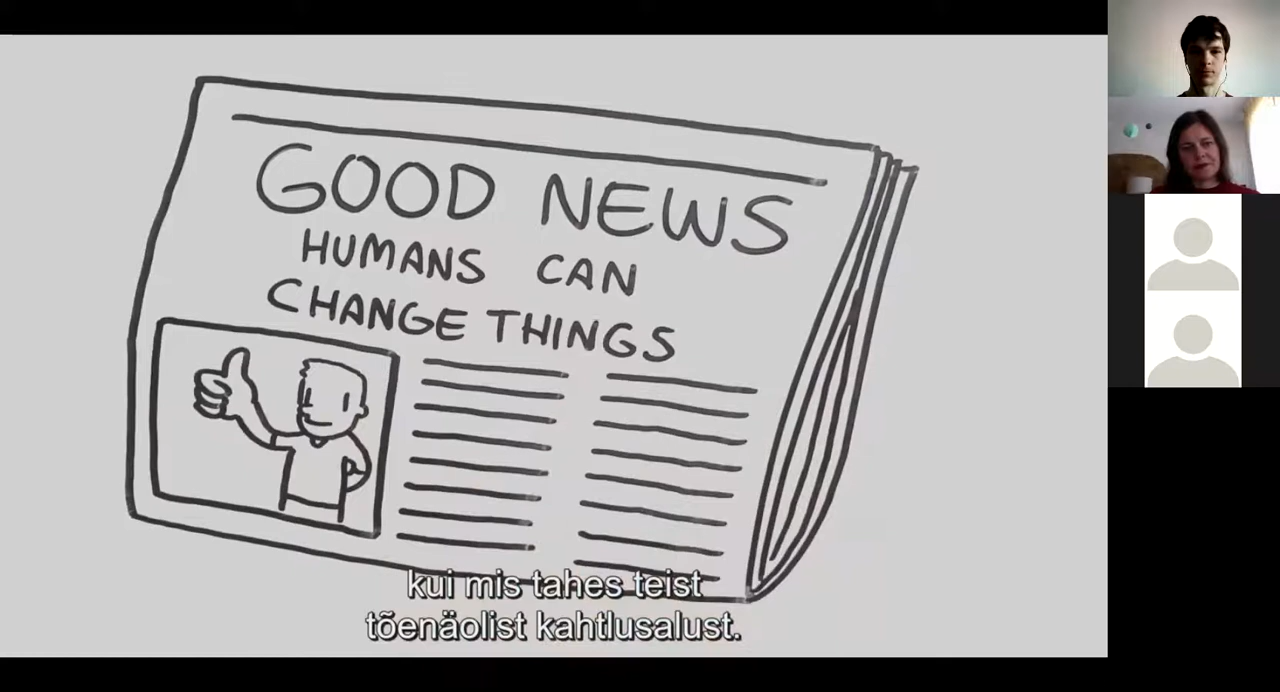 GOOD NEWS
HUMANS CAN
CHANGE THINGS
kui mis tahes teist
tõenäolist kahtlusalust.